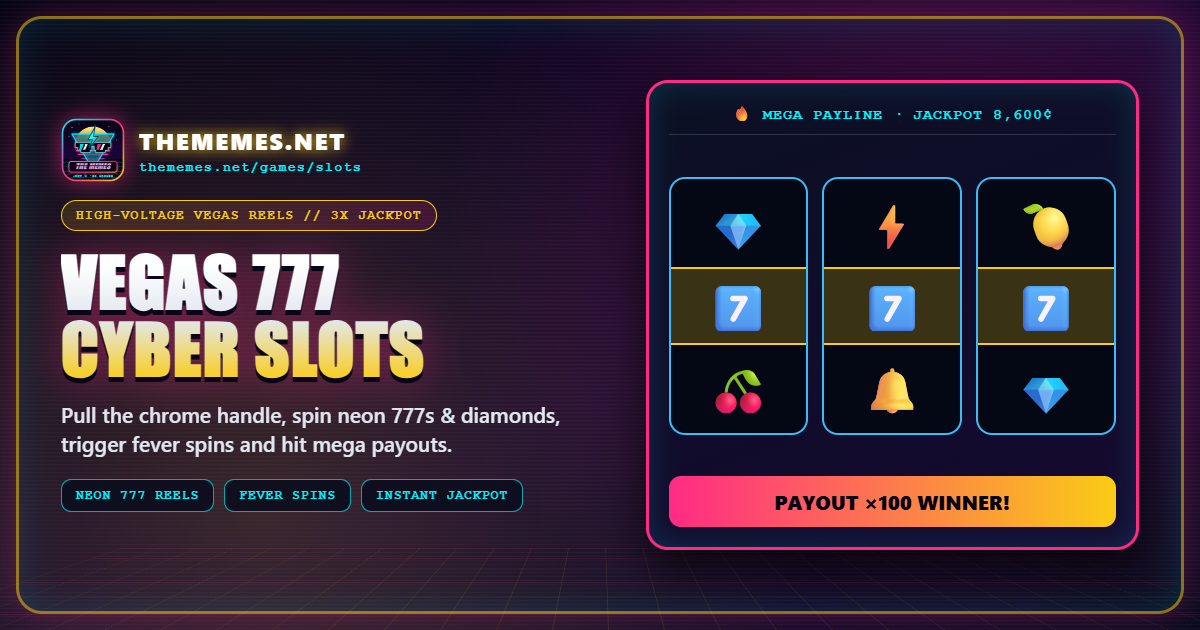 THEMEMES.NET
thememes.net/games/slots
HIGH-VOLTAGE VEGAS REELS // 3X JACKPOT
VEGAS 777
CYBER SLOTS
Pull the chrome handle, spin neon 777s & diamonds,
trigger fever spins and hit mega payouts.
NEON 777 REELS
FEVER SPINS
INSTANT JACKPOT
MEGA PAYLINE · JACKPOT 8,600¢
7 7 7
PAYOUT ×100 WINNER!